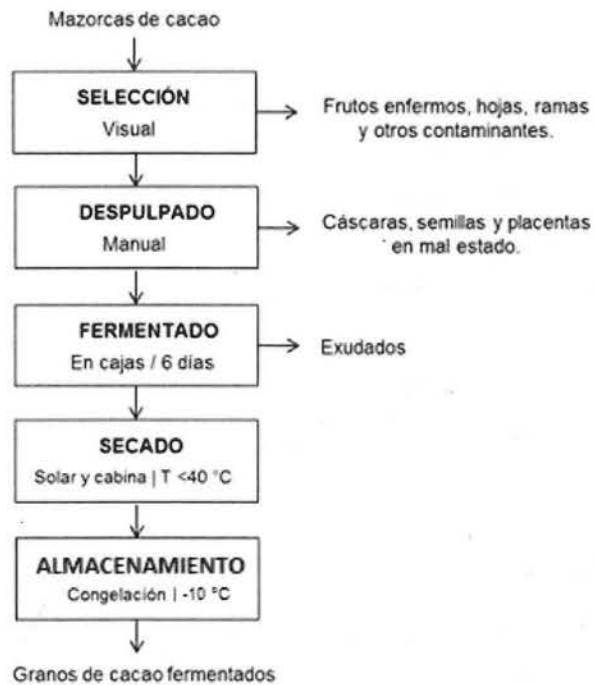 Mazorcas de cacao
SELECCIÓN
Visual
Frutos enfermos, hojas, ramas
y otros contaminantes.
DESPULPADO
Manual
Cáscaras, semillas y placentas
en mal estado.
FERMENTADO
En cajas / 6 días
Exudados
SECADO
Solar y cabina | T <40 °C
ALMACENAMIENTO
Congelación | -10 °C
Granos de cacao fermentados